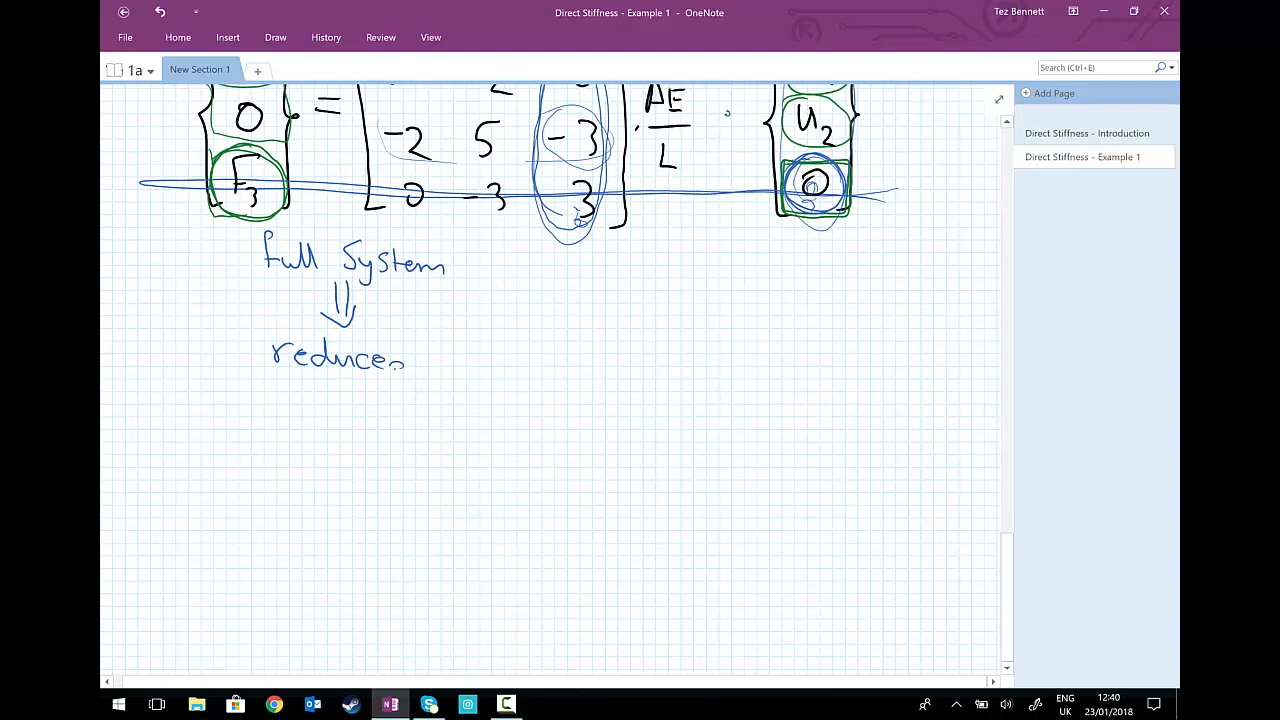 Direct Stiffness - Example 1 - OneNote
Tez Bennett
File Home Insert Draw History Review View
1a
New Section 1
+
Search (Ctrl+E)
Add Page
Direct Stiffness - Introduction
Direct Stiffness - Example 1
0 = AE
-2 5 -3 L u2
F3 0 -3 3 0
full System
reduces
ENG
UK
12:40
23/01/2018